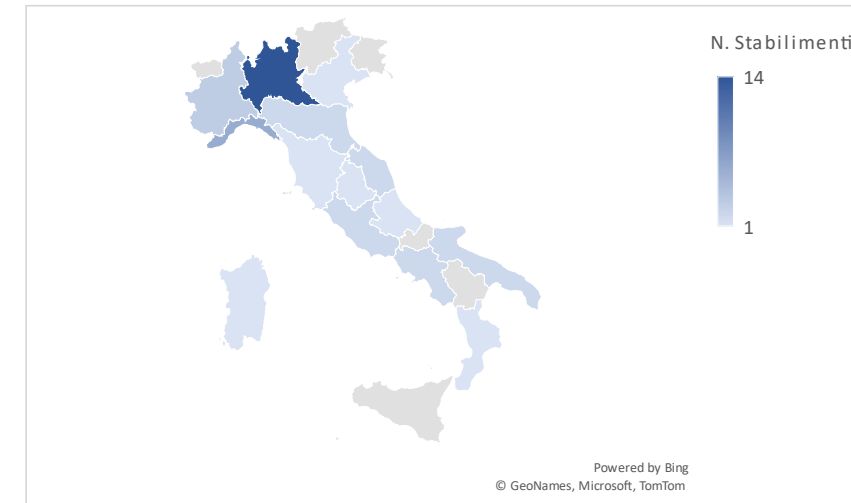 N. Stabilimenti
14
1
Powered by Bing
© GeoNames, Microsoft, TomTom